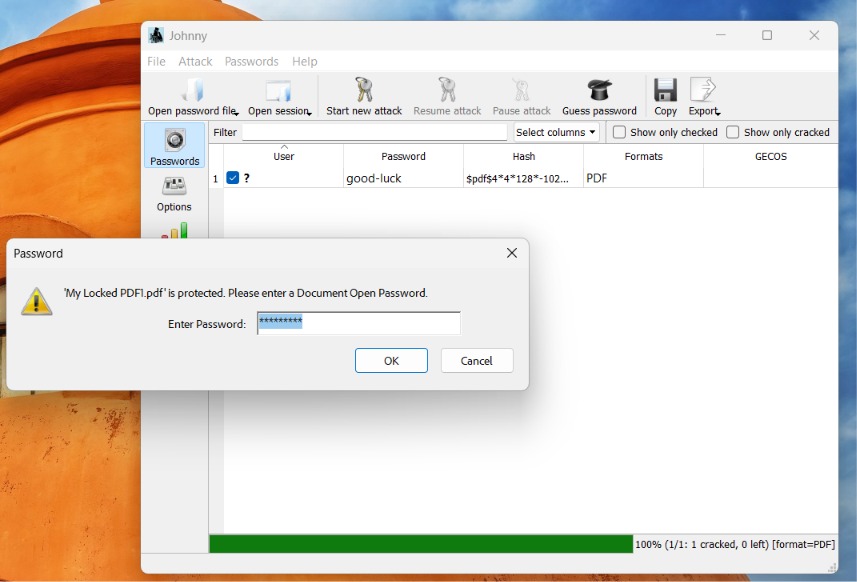 Johnny
File Attack Passwords Help
Open password file Open session Start new attack Resume attack Pause attack Guess password Copy Export
Filter Select columns Show only checked Show only cracked
Passwords
User Password Hash Formats GECOS
1 ? good-luck $pdf$4*4*128*-102... PDF
Options
Password
'My Locked PDF1.pdf' is protected. Please enter a Document Open Password.
Enter Password: *********
OK Cancel
100% (1/1: 1 cracked, 0 left) [format=PDF]